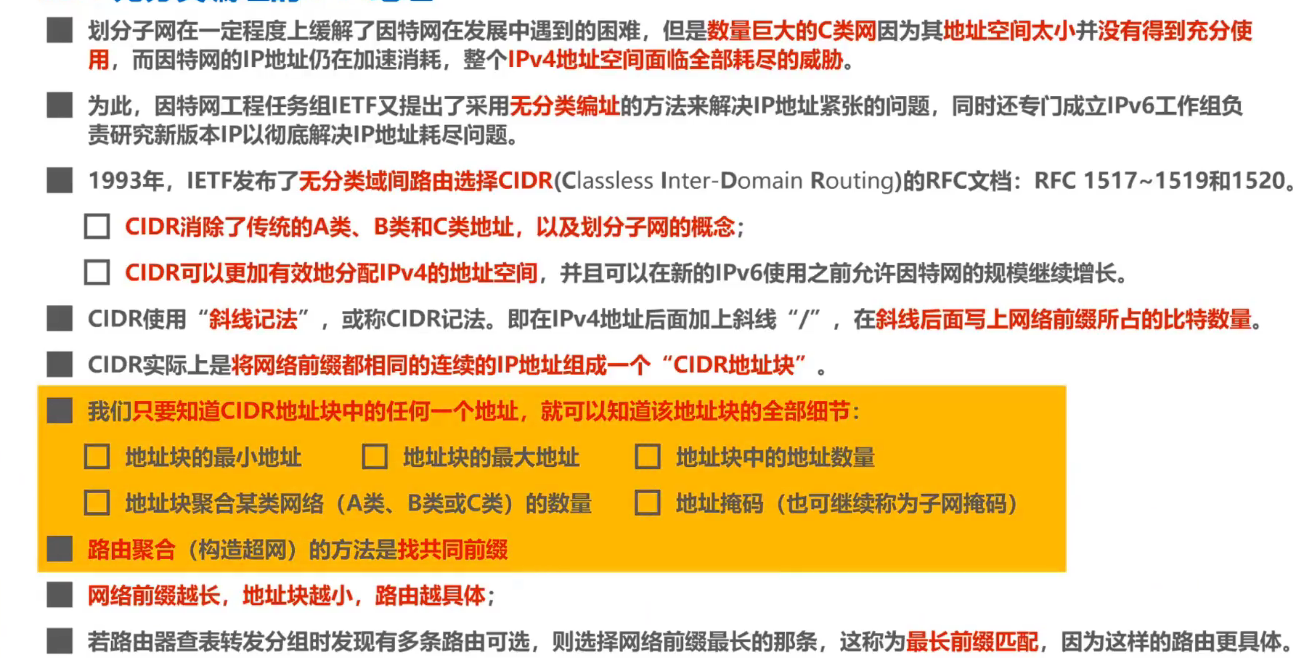 划分子网在一定程度上缓解了因特网在发展中遇到的困难，但是数量巨大的C类网因为其地址空间太小并没有得到充分使
用，而因特网的IP地址仍在加速消耗，整个IPv4地址空间面临全部耗尽的威胁。
为此，因特网工程任务组IETF又提出了采用无分类编址的方法来解决IP地址紧张的问题，同时还专门成立IPv6工作组负
责研究新版本IP以彻底解决IP地址耗尽问题。
1993年，IETF发布了无分类域间路由选择CIDR(Classless Inter-Domain Routing)的RFC文档：RFC 1517~1519和1520。
CIDR消除了传统的A类、B类和C类地址，以及划分子网的概念；
CIDR可以更加有效地分配IPv4的地址空间，并且可以在新的IPv6使用之前允许因特网的规模继续增长。
CIDR使用“斜线记法”，或称CIDR记法。即在IPv4地址后面加上斜线“/”，在斜线后面写上网络前缀所占的比特数量。
CIDR实际上是将网络前缀都相同的连续的IP地址组成一个“CIDR地址块”。
我们只要知道CIDR地址块中的任何一个地址，就可以知道该地址块的全部细节：
地址块的最小地址 地址块的最大地址 地址块中的地址数量
地址块聚合某类网络（A类、B类或C类）的数量 地址掩码（也可继续称为子网掩码）
路由聚合（构造超网）的方法是找共同前缀
网络前缀越长，地址块越小，路由越具体；
若路由器查表转发分组时发现有多条路由可选，则选择网络前缀最长的那条，这称为最长前缀匹配，因为这样的路由更具体。